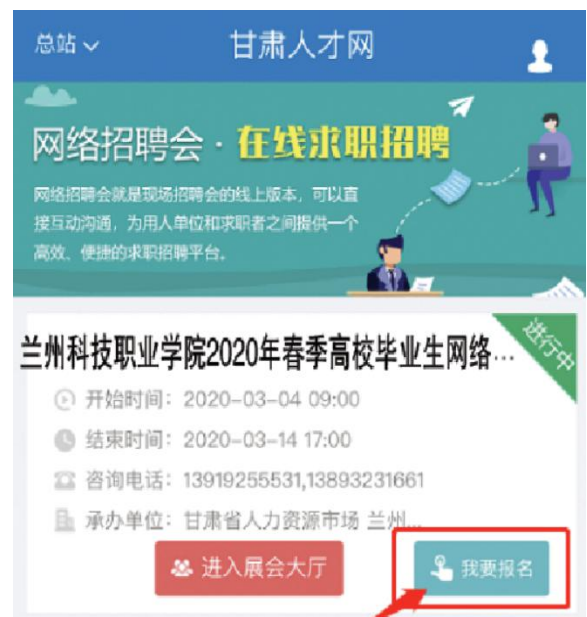 总站
甘肃人才网
网络招聘会·在线求职招聘
网络招聘会就是现场招聘会的线上版本，可以直
接互动沟通，为用人单位和求职者之间提供一个
高效、便捷的求职招聘平台。
进行中
兰州科技职业学院2020年春季高校毕业生网络…
开始时间：2020-03-04 09:00
结束时间：2020-03-14 17:00
咨询电话：13919255531,13893231661
承办单位：甘肃省人力资源市场 兰州...
进入展会大厅
我要报名